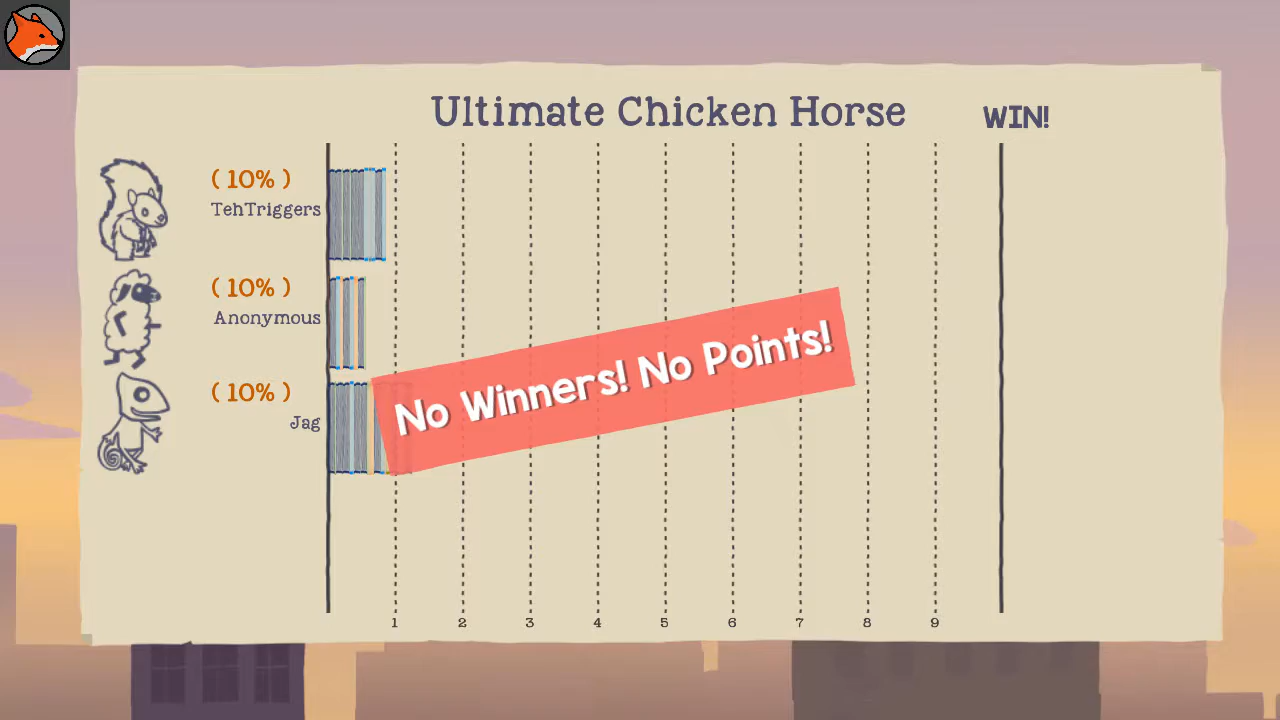 Ultimate Chicken Horse
WIN!
( 10% )
TehTriggers
( 10% )
Anonymous
( 10% )
Jag
No Winners! No Points!
1 2 3 4 5 6 7 8 9